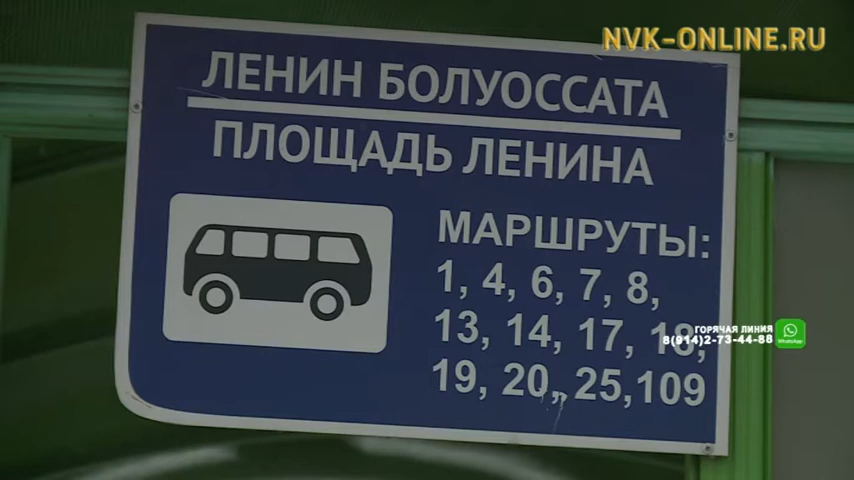 NVK-ONLINE.RU
ЛЕНИН БОЛУОССАТА
ПЛОЩАДЬ ЛЕНИНА
МАРШРУТЫ:
1, 4, 6, 7, 8,
13, 14, 17, 18,
19, 20, 25,109
ГОРЯЧАЯ ЛИНИЯ
8(914)2-73-44-88
WhatsApp